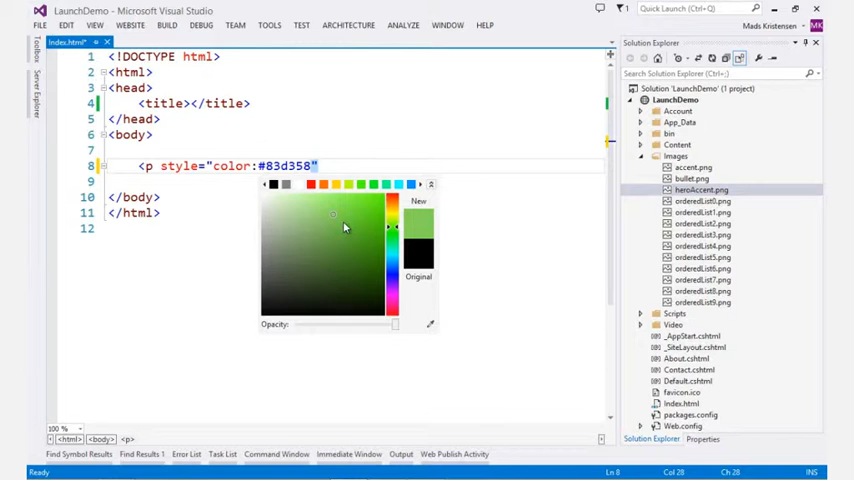 LaunchDemo - Microsoft Visual Studio
1
Quick Launch (Ctrl+Q)
FILE EDIT VIEW WEBSITE BUILD DEBUG TEAM TOOLS TEST ARCHITECTURE ANALYZE WINDOW HELP
Mads Kristensen MK
Toolbox
Server Explorer
Index.html*
1 <!DOCTYPE html>
2 <html>
3 <head>
4 <title></title>
5 </head>
6 <body>
7
8 <p style="color:#83d358"
9
10 </body>
11 </html>
12
New
Original
Opacity:
100 %
<html> <body> <p>
Find Symbol Results Find Results 1 Error List Task List Command Window Immediate Window Output Web Publish Activity
Ready
Ln 8 Col 28 Ch 28 INS
Solution Explorer
Search Solution Explorer (Ctrl+;)
Solution 'LaunchDemo' (1 project)
LaunchDemo
Account
App_Data
bin
Content
Images
accent.png
bullet.png
heroAccent.png
orderedList0.png
orderedList1.png
orderedList2.png
orderedList3.png
orderedList4.png
orderedList5.png
orderedList6.png
orderedList7.png
orderedList8.png
orderedList9.png
Scripts
Video
_AppStart.cshtml
_SiteLayout.cshtml
About.cshtml
Contact.cshtml
Default.cshtml
favicon.ico
Index.html
packages.config
Web.config
Solution Explorer Properties